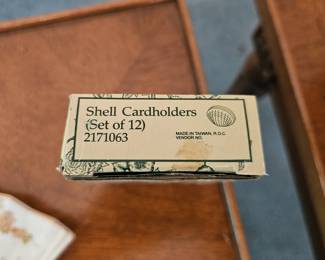 Shell Cardholders
(Set of 12)
2171063
MADE IN TAIWAN, R.O.C.
VENDOR NO.